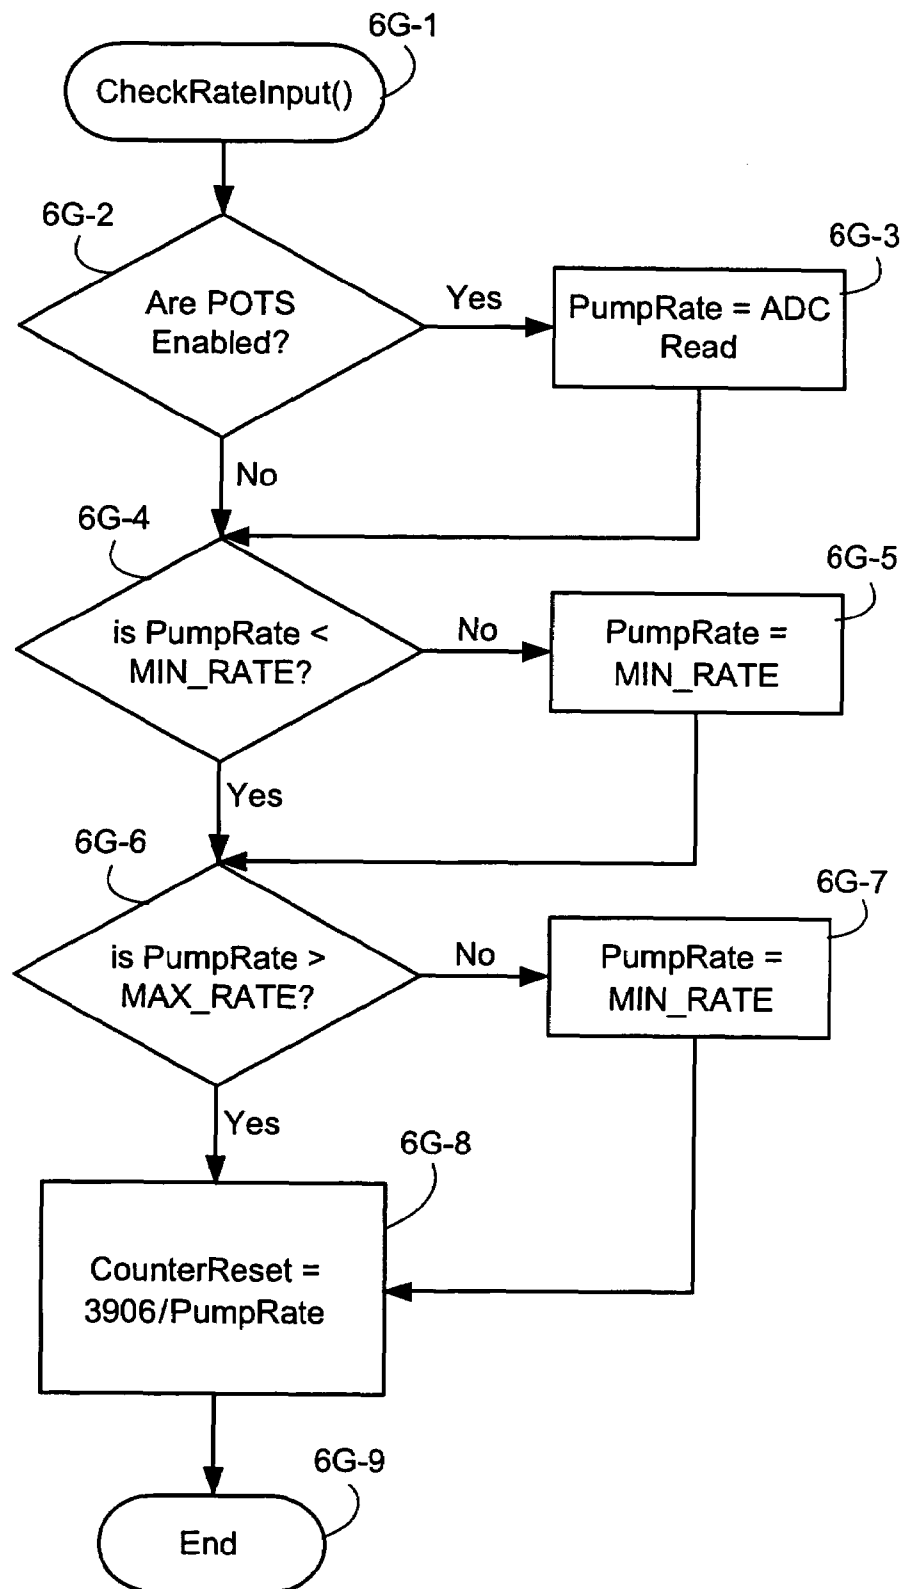 6G-1
CheckRateInput()
6G-2
Are POTS
Enabled?
Yes
6G-3
PumpRate = ADC
Read
No
6G-4
is PumpRate <
MIN_RATE?
No
6G-5
PumpRate =
MIN_RATE
Yes
6G-6
is PumpRate >
MAX_RATE?
No
6G-7
PumpRate =
MIN_RATE
Yes
6G-8
CounterReset =
3906/PumpRate
6G-9
End